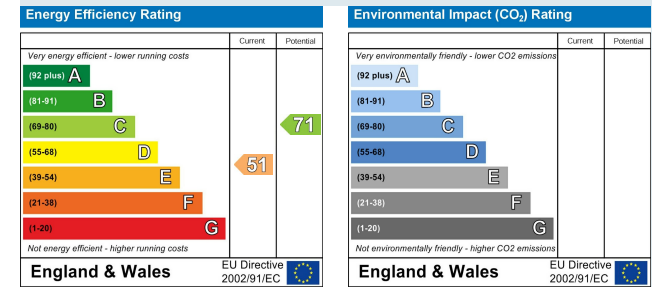 Energy Efficiency Rating
Current Potential
Very energy efficient - lower running costs
(92 plus) A
(81-91) B
(69-80) C
71
(55-68) D
51
(39-54) E
(21-38) F
(1-20) G
Not energy efficient - higher running costs
England & Wales
EU Directive
2002/91/EC
Environmental Impact (CO₂) Rating
Current Potential
Very environmentally friendly - lower CO2 emissions
(92 plus) A
(81-91) B
(69-80) C
(55-68) D
(39-54) E
(21-38) F
(1-20) G
Not environmentally friendly - higher CO2 emissions
England & Wales
EU Directive
2002/91/EC